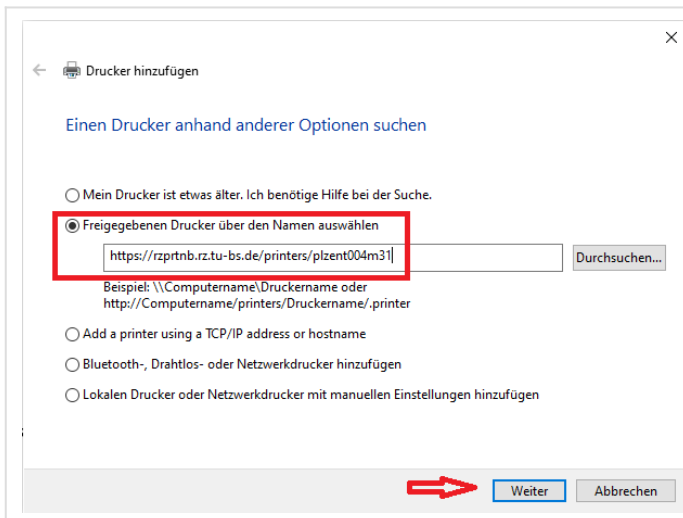 Drucker hinzufügen
Einen Drucker anhand anderer Optionen suchen
Mein Drucker ist etwas älter. Ich benötige Hilfe bei der Suche.
Freigegebenen Drucker über den Namen auswählen
https://rzprtnb.rz.tu-bs.de/printers/plzent004m31
Durchsuchen...
Beispiel: \\Computername\Druckername oder
http://Computername/printers/Druckername/.printer
Add a printer using a TCP/IP address or hostname
Bluetooth-, Drahtlos- oder Netzwerkdrucker hinzufügen
Lokalen Drucker oder Netzwerkdrucker mit manuellen Einstellungen hinzufügen
Weiter
Abbrechen